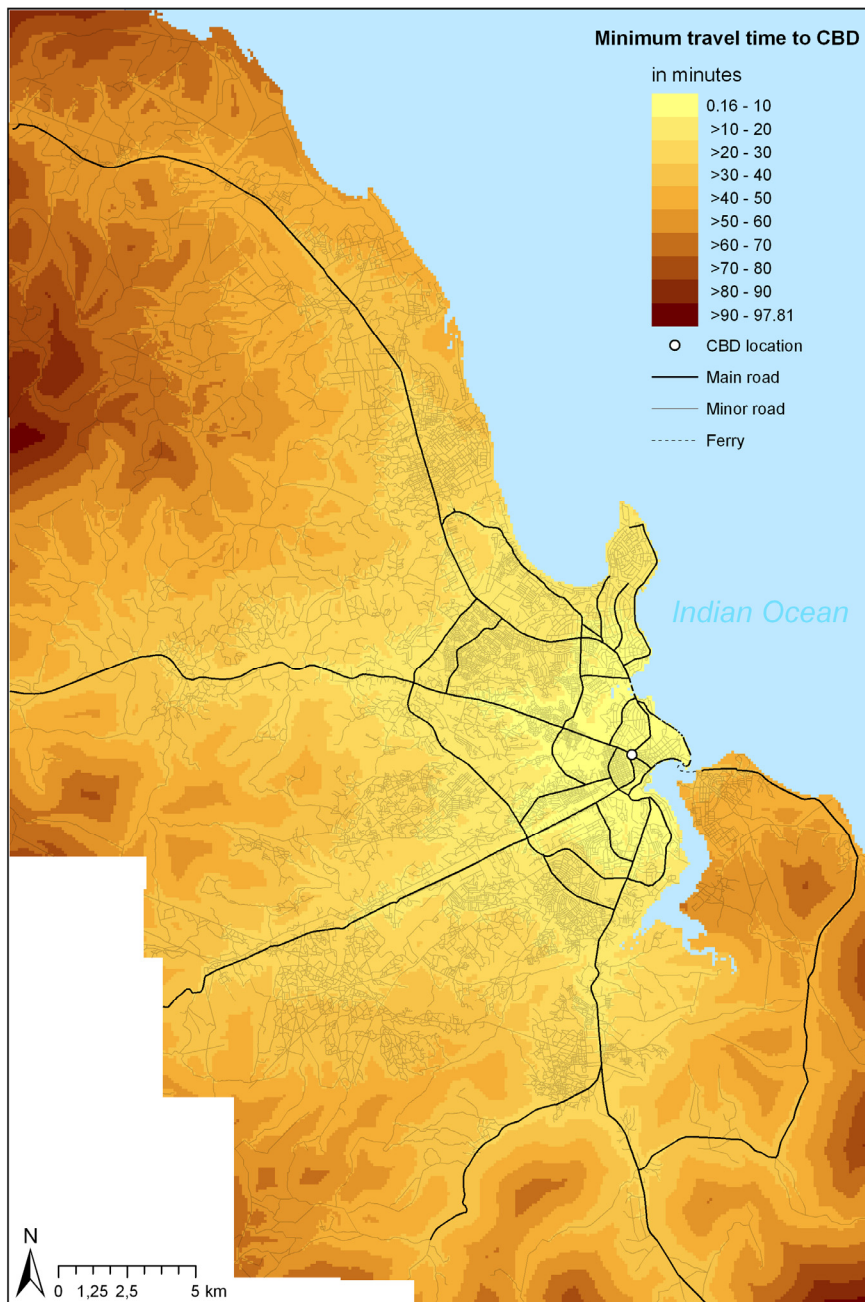 Minimum travel time to CBD
in minutes
0.16 - 10
>10 - 20
>20 - 30
>30 - 40
>40 - 50
>50 - 60
>60 - 70
>70 - 80
>80 - 90
>90 - 97.81
CBD location
Main road
Minor road
Ferry
Indian Ocean
N
0 1,25 2,5 5 km